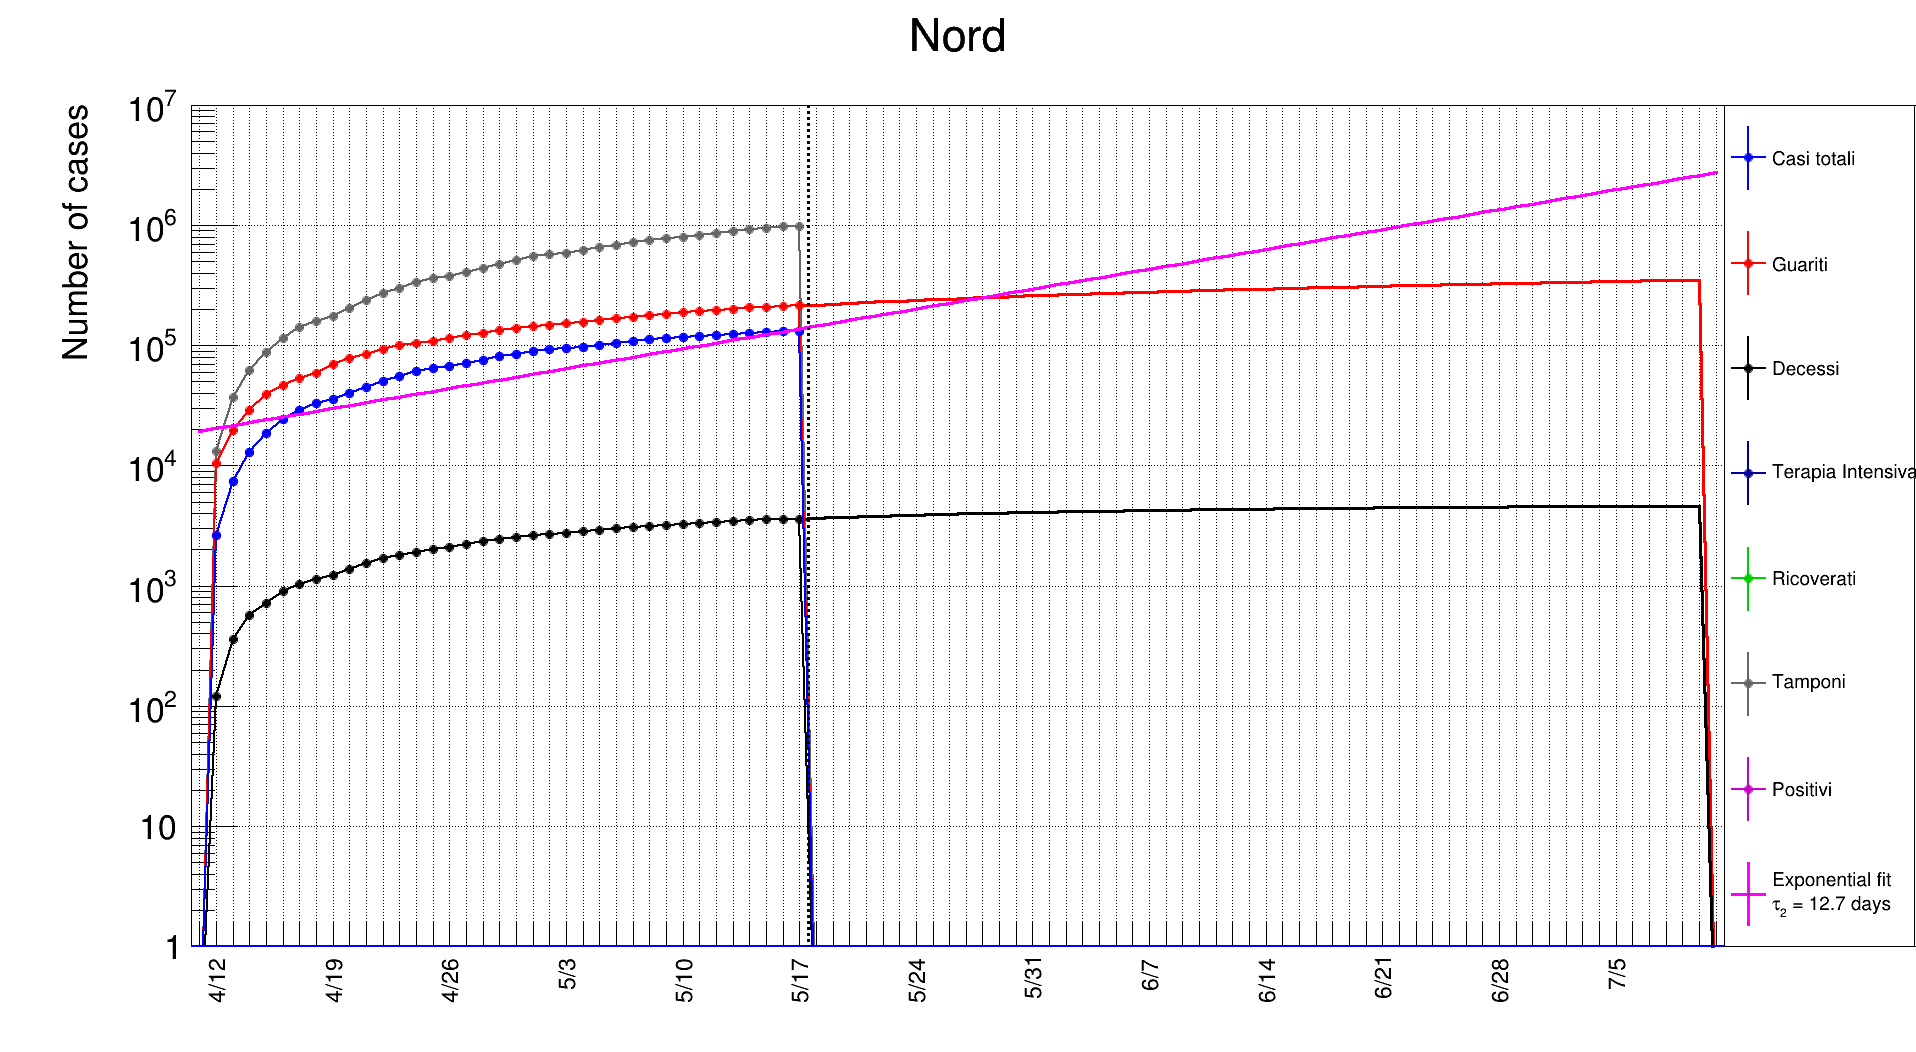 Nord
Number of cases
10^7
10^6
10^5
10^4
10^3
10^2
10
1
4/12
4/19
4/26
5/3
5/10
5/17
5/24
5/31
6/7
6/14
6/21
6/28
7/5
Casi totali
Guariti
Decessi
Terapia Intensiva
Ricoverati
Tamponi
Positivi
Exponential fit
τ₂ = 12.7 days